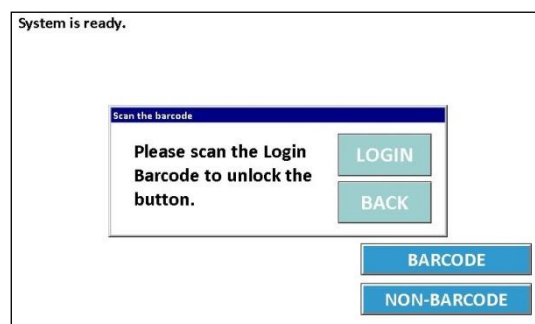 System is ready.
Scan the barcode
Please scan the Login
Barcode to unlock the
button.
LOGIN
BACK
BARCODE
NON-BARCODE